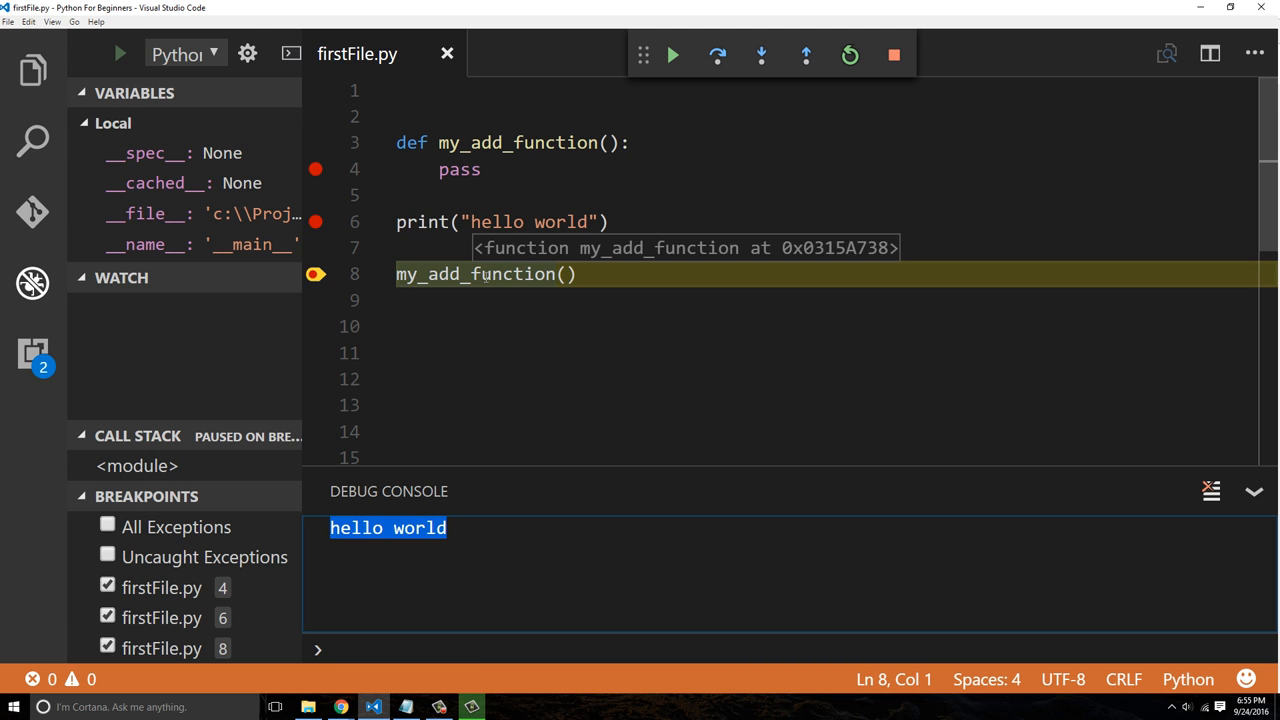 firstFile.py - Python For Beginners - Visual Studio Code
File Edit View Go Help
Pythor
firstFile.py
VARIABLES
Local
__spec__: None
__cached__: None
__file__: 'c:\\Proj…
__name__: '__main__'
WATCH
CALL STACK PAUSED ON BRE...
<module>
BREAKPOINTS
All Exceptions
Uncaught Exceptions
firstFile.py 4
firstFile.py 6
firstFile.py 8
2
1
2
3 def my_add_function():
4 pass
5
6 print("hello world")
7 <function my_add_function at 0x0315A738>
8 my_add_function()
9
10
11
12
13
14
15
DEBUG CONSOLE
hello world
0 0
Ln 8, Col 1 Spaces: 4 UTF-8 CRLF Python
I'm Cortana. Ask me anything.
6:55 PM
9/24/2016